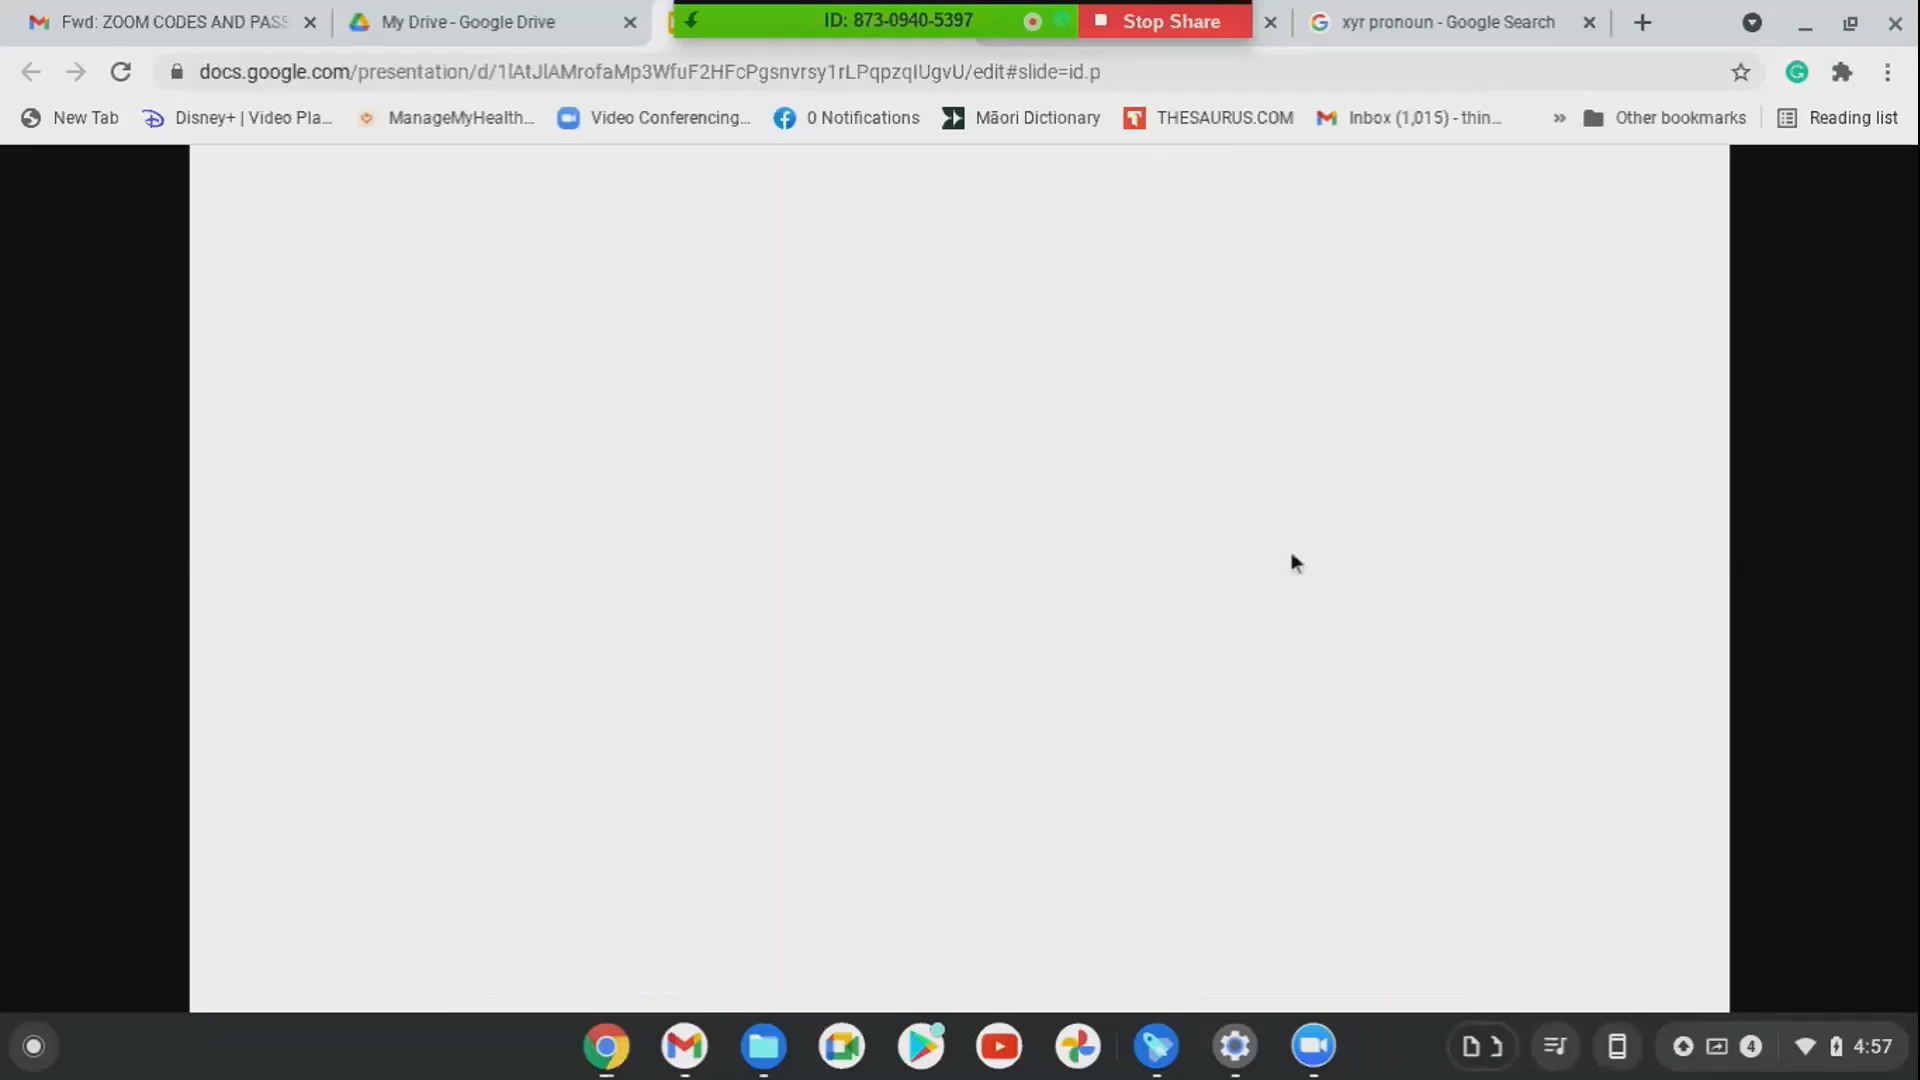 Fwd: ZOOM CODES AND PASS
My Drive - Google Drive
ID: 873-0940-5397
Stop Share
xyr pronoun - Google Search
docs.google.com/presentation/d/1lAtJlAMrofaMp3WfuF2HFcPgsnvrsy1rLPqpzqIUgvU/edit#slide=id.p
New Tab
Disney+ | Video Pla...
ManageMyHealth...
Video Conferencing...
0 Notifications
Māori Dictionary
THESAURUS.COM
Inbox (1,015) - thin...
Other bookmarks
Reading list
4
4:57